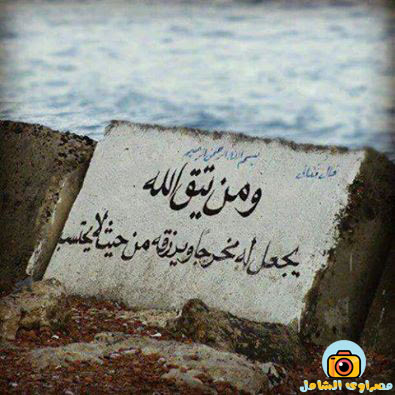 قال تعالى
بسم الله الرحمن الرحيم
ومن يتق الله
يجعل له مخرجا ويرزقه من حيث لا يحتسب
مصراوى الشامل